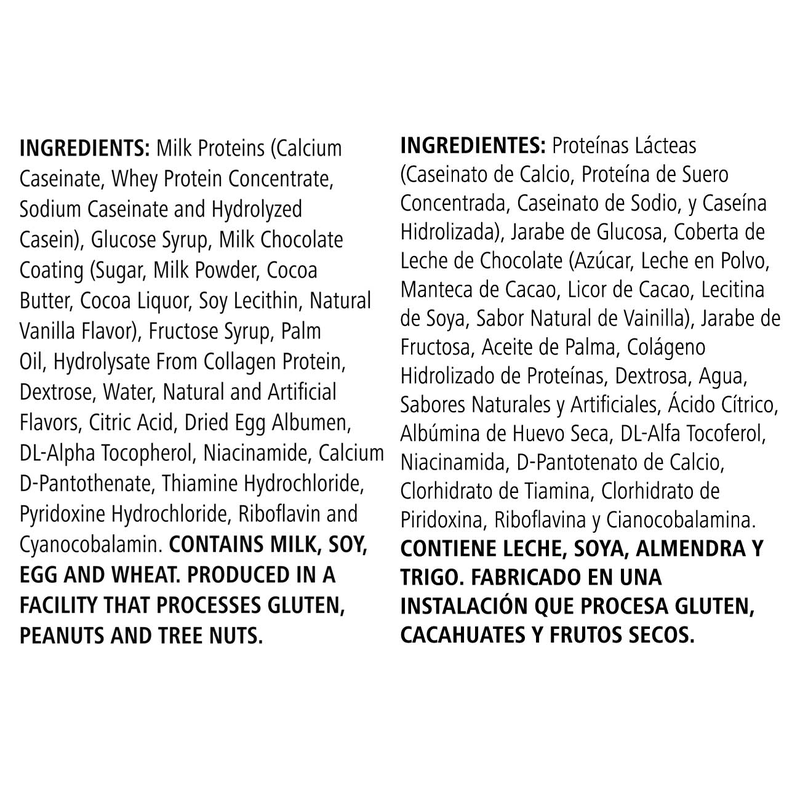 INGREDIENTS: Milk Proteins (Calcium
Caseinate, Whey Protein Concentrate,
Sodium Caseinate and Hydrolyzed
Casein), Glucose Syrup, Milk Chocolate
Coating (Sugar, Milk Powder, Cocoa
Butter, Cocoa Liquor, Soy Lecithin, Natural
Vanilla Flavor), Fructose Syrup, Palm
Oil, Hydrolysate From Collagen Protein,
Dextrose, Water, Natural and Artificial
Flavors, Citric Acid, Dried Egg Albumen,
DL-Alpha Tocopherol, Niacinamide, Calcium
D-Pantothenate, Thiamine Hydrochloride,
Pyridoxine Hydrochloride, Riboflavin and
Cyanocobalamin. CONTAINS MILK, SOY,
EGG AND WHEAT. PRODUCED IN A
FACILITY THAT PROCESSES GLUTEN,
PEANUTS AND TREE NUTS.
INGREDIENTES: Proteínas Lácteas
(Caseinato de Calcio, Proteína de Suero
Concentrada, Caseinato de Sodio, y Caseína
Hidrolizada), Jarabe de Glucosa, Coberta de
Leche de Chocolate (Azúcar, Leche en Polvo,
Manteca de Cacao, Licor de Cacao, Lecitina
de Soya, Sabor Natural de Vainilla), Jarabe de
Fructosa, Aceite de Palma, Colágeno
Hidrolizado de Proteínas, Dextrosa, Agua,
Sabores Naturales y Artificiales, Ácido Cítrico,
Albúmina de Huevo Seca, DL-Alfa Tocoferol,
Niacinamida, D-Pantotenato de Calcio,
Clorhidrato de Tiamina, Clorhidrato de
Piridoxina, Riboflavina y Cianocobalamina.
CONTIENE LECHE, SOYA, ALMENDRA Y
TRIGO. FABRICADO EN UNA
INSTALACIÓN QUE PROCESA GLUTEN,
CACAHUATES Y FRUTOS SECOS.